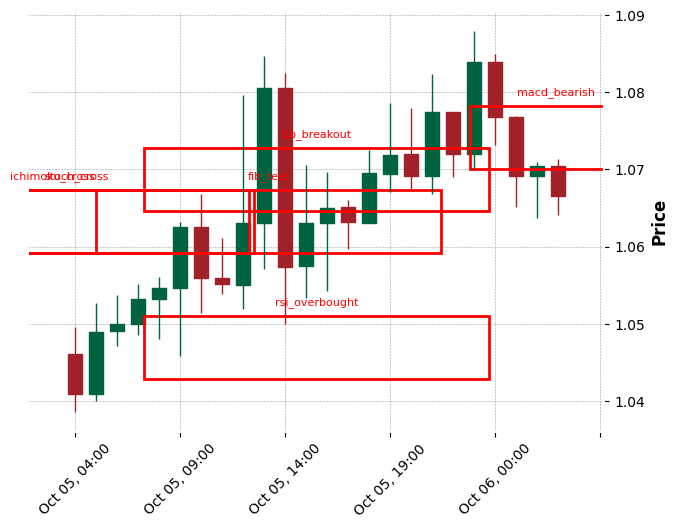 1.09
macd_bearish
1.08
bb_breakout
ichimoku_cross
stoch_cross
1.07
Price
1.06
rsi_overbought
1.05
1.04
Oct 05, 04:00
Oct 05, 09:00
Oct 05, 14:00
Oct 05, 19:00
Oct 06, 00:00